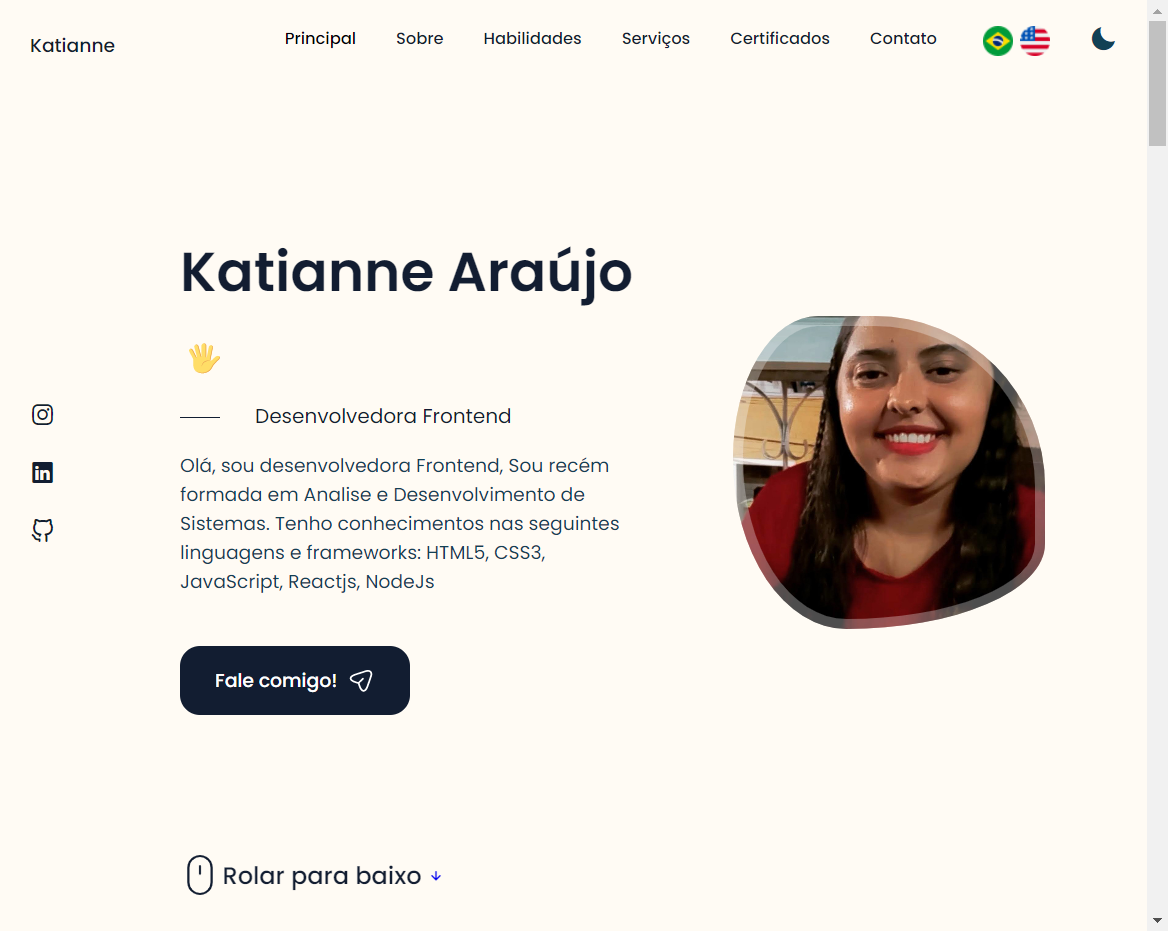 Katianne
Principal
Sobre
Habilidades
Serviços
Certificados
Contato
Katianne Araújo
Desenvolvedora Frontend
Olá, sou desenvolvedora Frontend, Sou recém
formada em Analise e Desenvolvimento de
Sistemas. Tenho conhecimentos nas seguintes
linguagens e frameworks: HTML5, CSS3,
JavaScript, Reactjs, NodeJs
Fale comigo!
Rolar para baixo